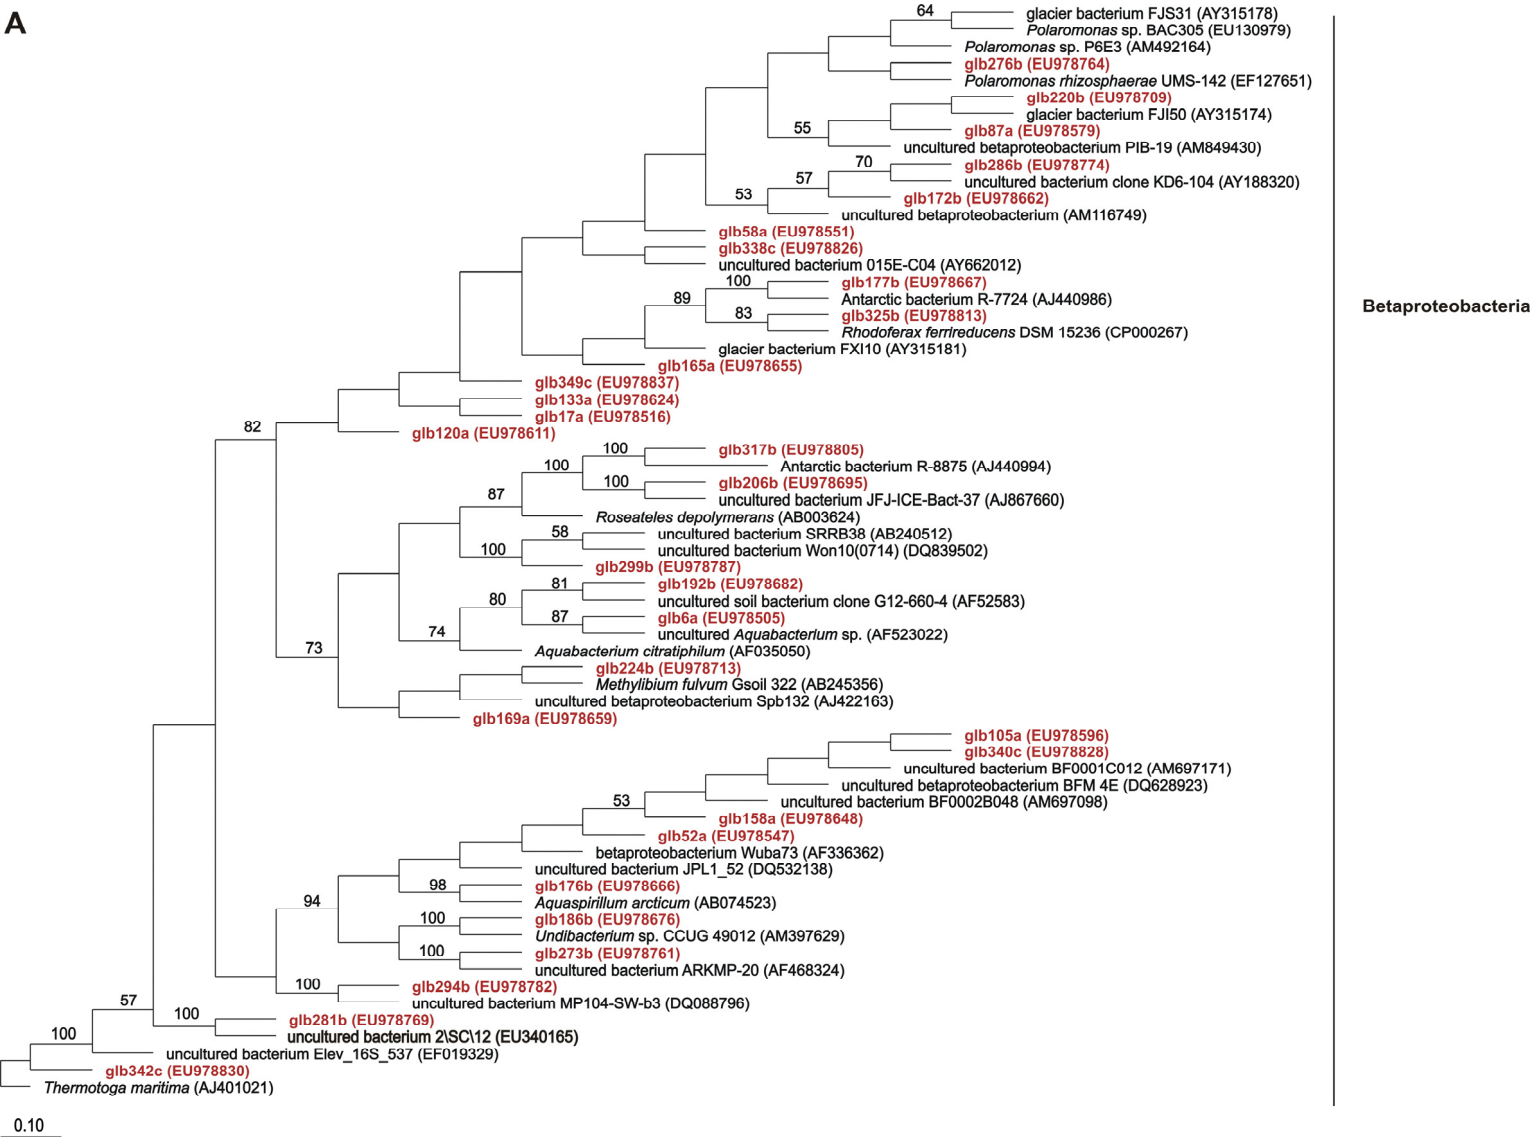 A
64
glacier bacterium FJS31 (AY315178)
Polaromonas sp. BAC305 (EU130979)
Polaromonas sp. P6E3 (AM492164)
glb276b (EU978764)
Polaromonas rhizosphaerae UMS-142 (EF127651)
glb220b (EU978709)
glacier bacterium FJI50 (AY315174)
55
glb87a (EU978579)
uncultured betaproteobacterium PIB-19 (AM849430)
70
glb286b (EU978774)
57
uncultured bacterium clone KD6-104 (AY188320)
53
glb172b (EU978662)
uncultured betaproteobacterium (AM116749)
glb58a (EU978551)
glb338c (EU978826)
uncultured bacterium 015E-C04 (AY662012)
100
glb177b (EU978667)
89
Antarctic bacterium R-7724 (AJ440986)
Betaproteobacteria
83
glb325b (EU978813)
Rhodoferax ferrireducens DSM 15236 (CP000267)
glacier bacterium FXI10 (AY315181)
glb165a (EU978655)
glb349c (EU978837)
glb133a (EU978624)
glb17a (EU978516)
82
glb120a (EU978611)
100
glb317b (EU978805)
100
Antarctic bacterium R-8875 (AJ440994)
100
glb206b (EU978695)
87
uncultured bacterium JFJ-ICE-Bact-37 (AJ867660)
Roseateles depolymerans (AB003624)
58
uncultured bacterium SRRB38 (AB240512)
100
uncultured bacterium Won10(0714) (DQ839502)
glb299b (EU978787)
81
glb192b (EU978682)
80
uncultured soil bacterium clone G12-660-4 (AF52583)
87
glb6a (EU978505)
74
uncultured Aquabacterium sp. (AF523022)
73
Aquabacterium citratiphilum (AF035050)
glb224b (EU978713)
Methylibium fulvum Gsoil 322 (AB245356)
uncultured betaproteobacterium Spb132 (AJ422163)
glb169a (EU978659)
glb105a (EU978596)
glb340c (EU978828)
uncultured bacterium BF0001C012 (AM697171)
uncultured betaproteobacterium BFM 4E (DQ628923)
53
uncultured bacterium BF0002B048 (AM697098)
glb158a (EU978648)
glb52a (EU978547)
betaproteobacterium Wuba73 (AF336362)
uncultured bacterium JPL1_52 (DQ532138)
98
glb176b (EU978666)
94
Aquaspirillum arcticum (AB074523)
100
glb186b (EU978676)
Undibacterium sp. CCUG 49012 (AM397629)
100
glb273b (EU978761)
uncultured bacterium ARKMP-20 (AF468324)
100
glb294b (EU978782)
57
uncultured bacterium MP104-SW-b3 (DQ088796)
100
glb281b (EU978769)
100
uncultured bacterium 2\SC\12 (EU340165)
uncultured bacterium Elev_16S_537 (EF019329)
glb342c (EU978830)
Thermotoga maritima (AJ401021)
0.10